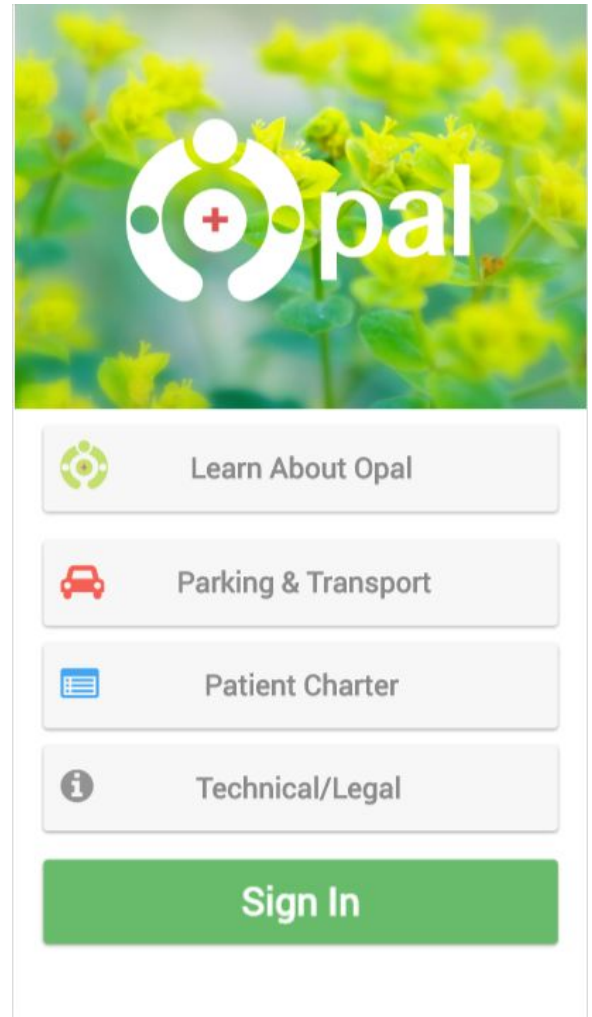 Opal
Learn About Opal
Parking & Transport
Patient Charter
Technical/Legal
Sign In